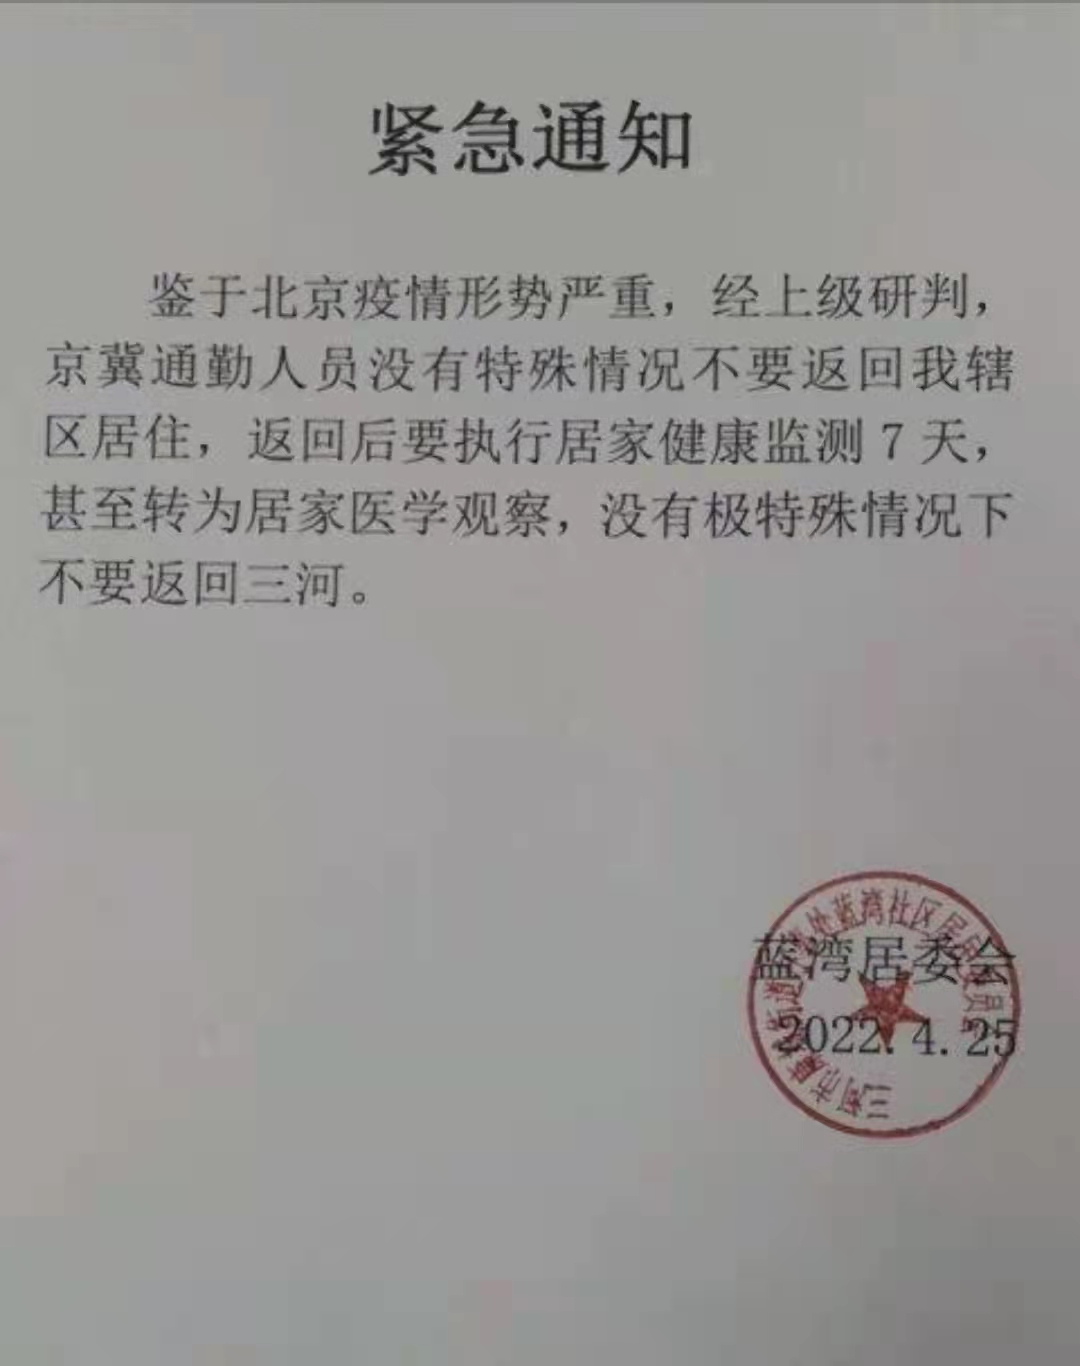 紧急通知
鉴于北京疫情形势严重，经上级研判，
京冀通勤人员没有特殊情况不要返回我辖
区居住，返回后要执行居家健康监测 7 天，
甚至转为居家医学观察，没有极特殊情况下
不要返回三河。
蓝湾居委会
2022.4.25
三河市 街道 处蓝湾社区居 委员会